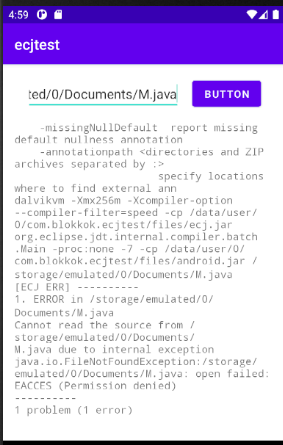 4:59
ecjtest
ted/0/Documents/M.java
BUTTON
-missingNullDefault  report missing
default nullness annotation
-annotationpath <directories and ZIP
archives separated by :>
specify locations
where to find external ann
dalvikvm -Xmx256m -Xcompiler-option
--compiler-filter=speed -cp /data/user/
0/com.blokkok.ecjtest/files/ecj.jar
org.eclipse.jdt.internal.compiler.batch
.Main -proc:none -7 -cp /data/user/0/
com.blokkok.ecjtest/files/android.jar /
storage/emulated/0/Documents/M.java
[ECJ ERR] ----------
1. ERROR in /storage/emulated/0/
Documents/M.java
Cannot read the source from /
storage/emulated/0/Documents/
M.java due to internal exception
java.io.FileNotFoundException:/storage/
emulated/0/Documents/M.java: open failed:
EACCES (Permission denied)
----------
1 problem (1 error)